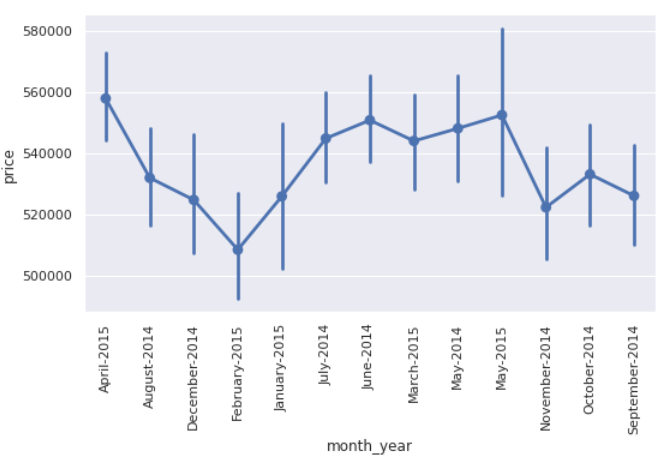 580000
560000
540000
520000
500000
price
April-2015
August-2014
December-2014
February-2015
January-2015
July-2014
June-2014
March-2015
May-2014
May-2015
November-2014
October-2014
September-2014
month_year